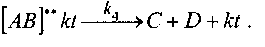 [AB]** kt —k₃→ C + D + kt .